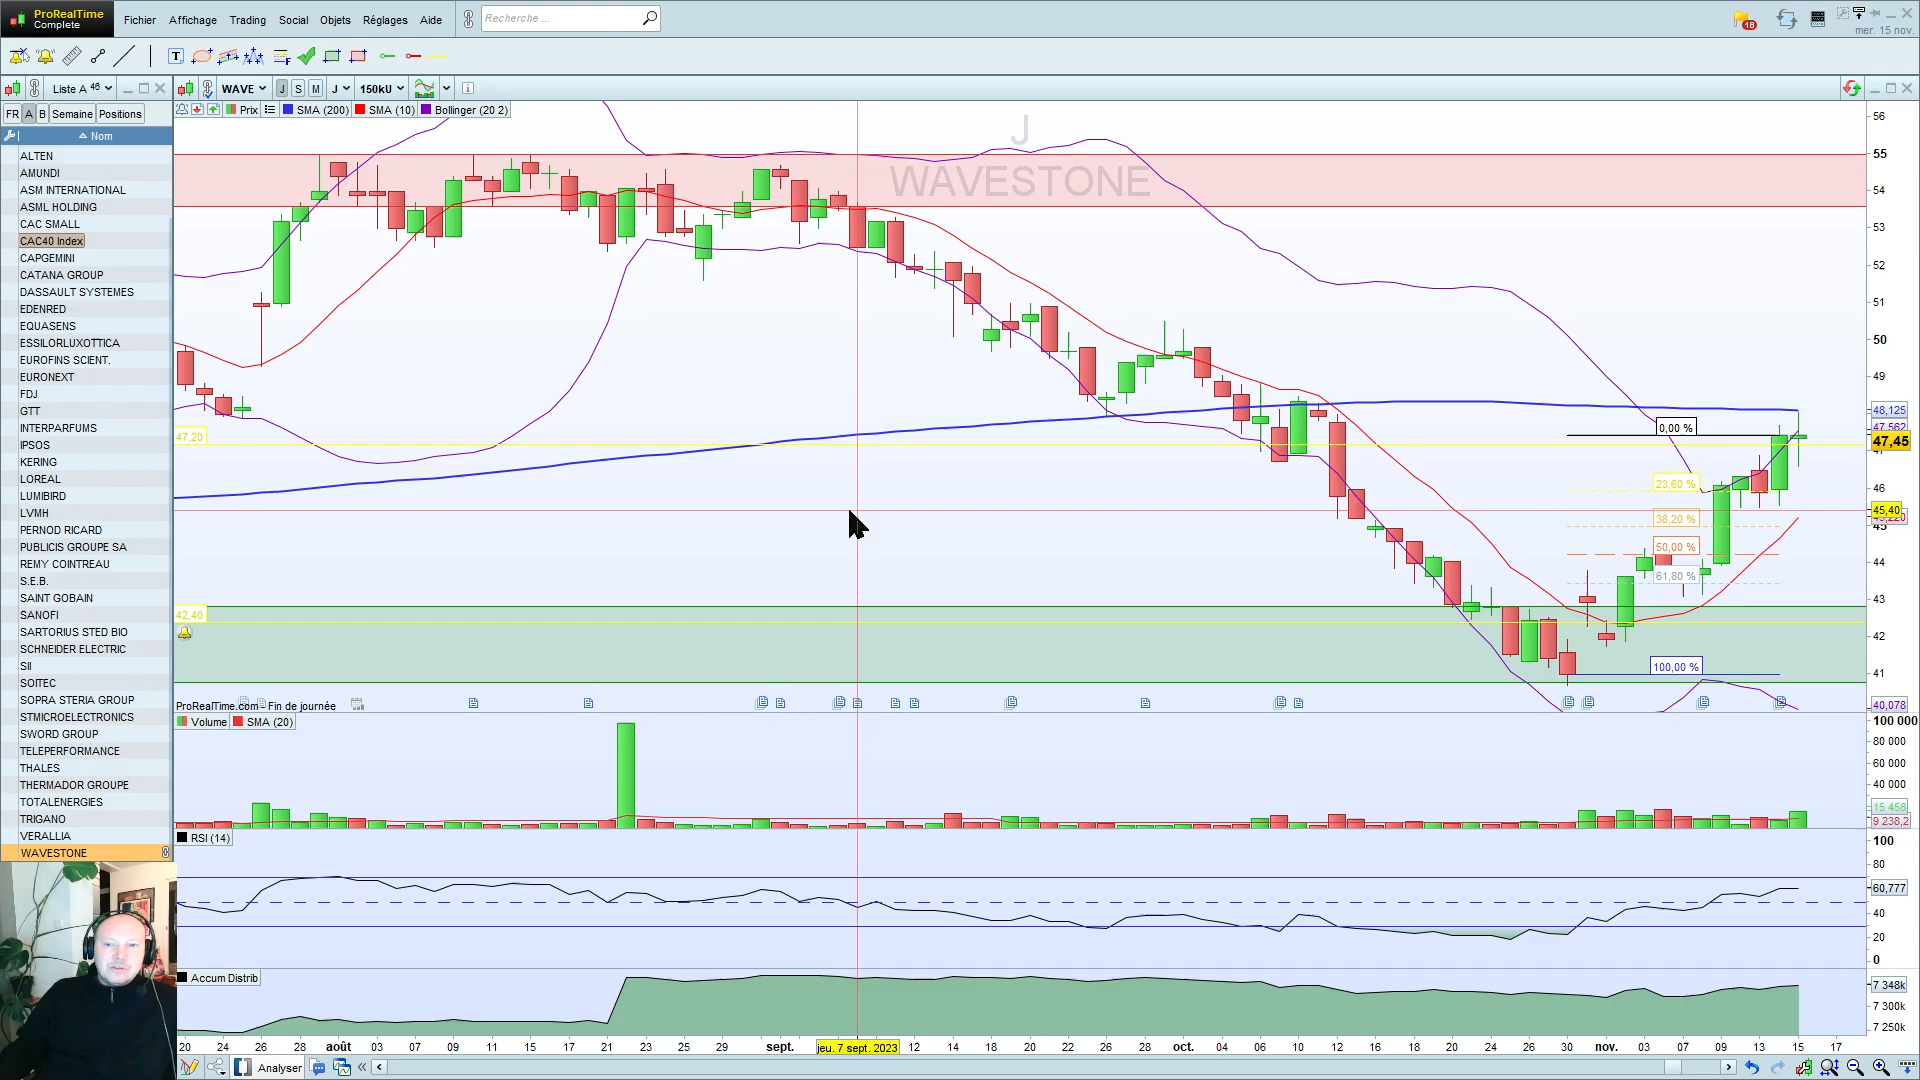 ProRealTime
Complete
Fichier Affichage Trading Social Objets Réglages Aide
Recherche ...
18
mer. 15 nov.
Liste A 46
WAVE J S M J 150kU
FR A B Semaine Positions
Nom
Prix SMA (200) SMA (10) Bollinger (20 2)
J
WAVESTONE
ALTEN
AMUNDI
ASM INTERNATIONAL
ASML HOLDING
CAC SMALL
CAC40 Index
CAPGEMINI
CATANA GROUP
DASSAULT SYSTEMES
EDENRED
EQUASENS
ESSILORLUXOTTICA
EUROFINS SCIENT.
EURONEXT
FDJ
GTT
INTERPARFUMS
IPSOS
KERING
LOREAL
LUMIBIRD
LVMH
PERNOD RICARD
PUBLICIS GROUPE SA
REMY COINTREAU
S.E.B.
SAINT GOBAIN
SANOFI
SARTORIUS STED BIO
SCHNEIDER ELECTRIC
SII
SOITEC
SOPRA STERIA GROUP
STMICROELECTRONICS
SWORD GROUP
TELEPERFORMANCE
THALES
THERMADOR GROUPE
TOTALENERGIES
TRIGANO
VERALLIA
WAVESTONE
47,20
42,40
0,00 %
23,60 %
38,20 %
50,00 %
61,80 %
100,00 %
56
55
54
53
52
51
50
49
48,125
47,562
47,45
46
45,40
45
44
43
42
41
40,078
ProRealTime.com - Fin de journée
Volume SMA (20)
100 000
80 000
60 000
40 000
15 458
9 238,2
RSI (14)
100
80
60,777
40
20
0
Accum Distrib
7 348k
7 300k
7 250k
20 24 26 28 août 03 07 09 11 15 17 21 23 25 29 sept. jeu. 7 sept. 2023 12 14 18 20 22 26 28 oct. 04 06 10 12 16 18 20 24 26 30 nov. 03 07 09 13 15 17
Analyser